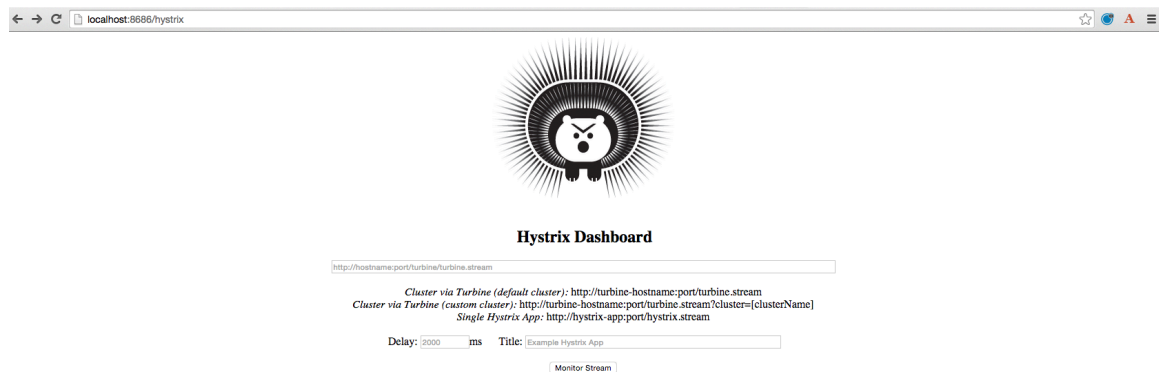 localhost:8686/hystrix
A
Hystrix Dashboard
http://hostname:port/turbine/turbine.stream
Cluster via Turbine (default cluster): http://turbine-hostname:port/turbine.stream
Cluster via Turbine (custom cluster): http://turbine-hostname:port/turbine.stream?cluster=[clusterName]
Single Hystrix App: http://hystrix-app:port/hystrix.stream
Delay: 2000 ms Title: Example Hystrix App
Monitor Stream